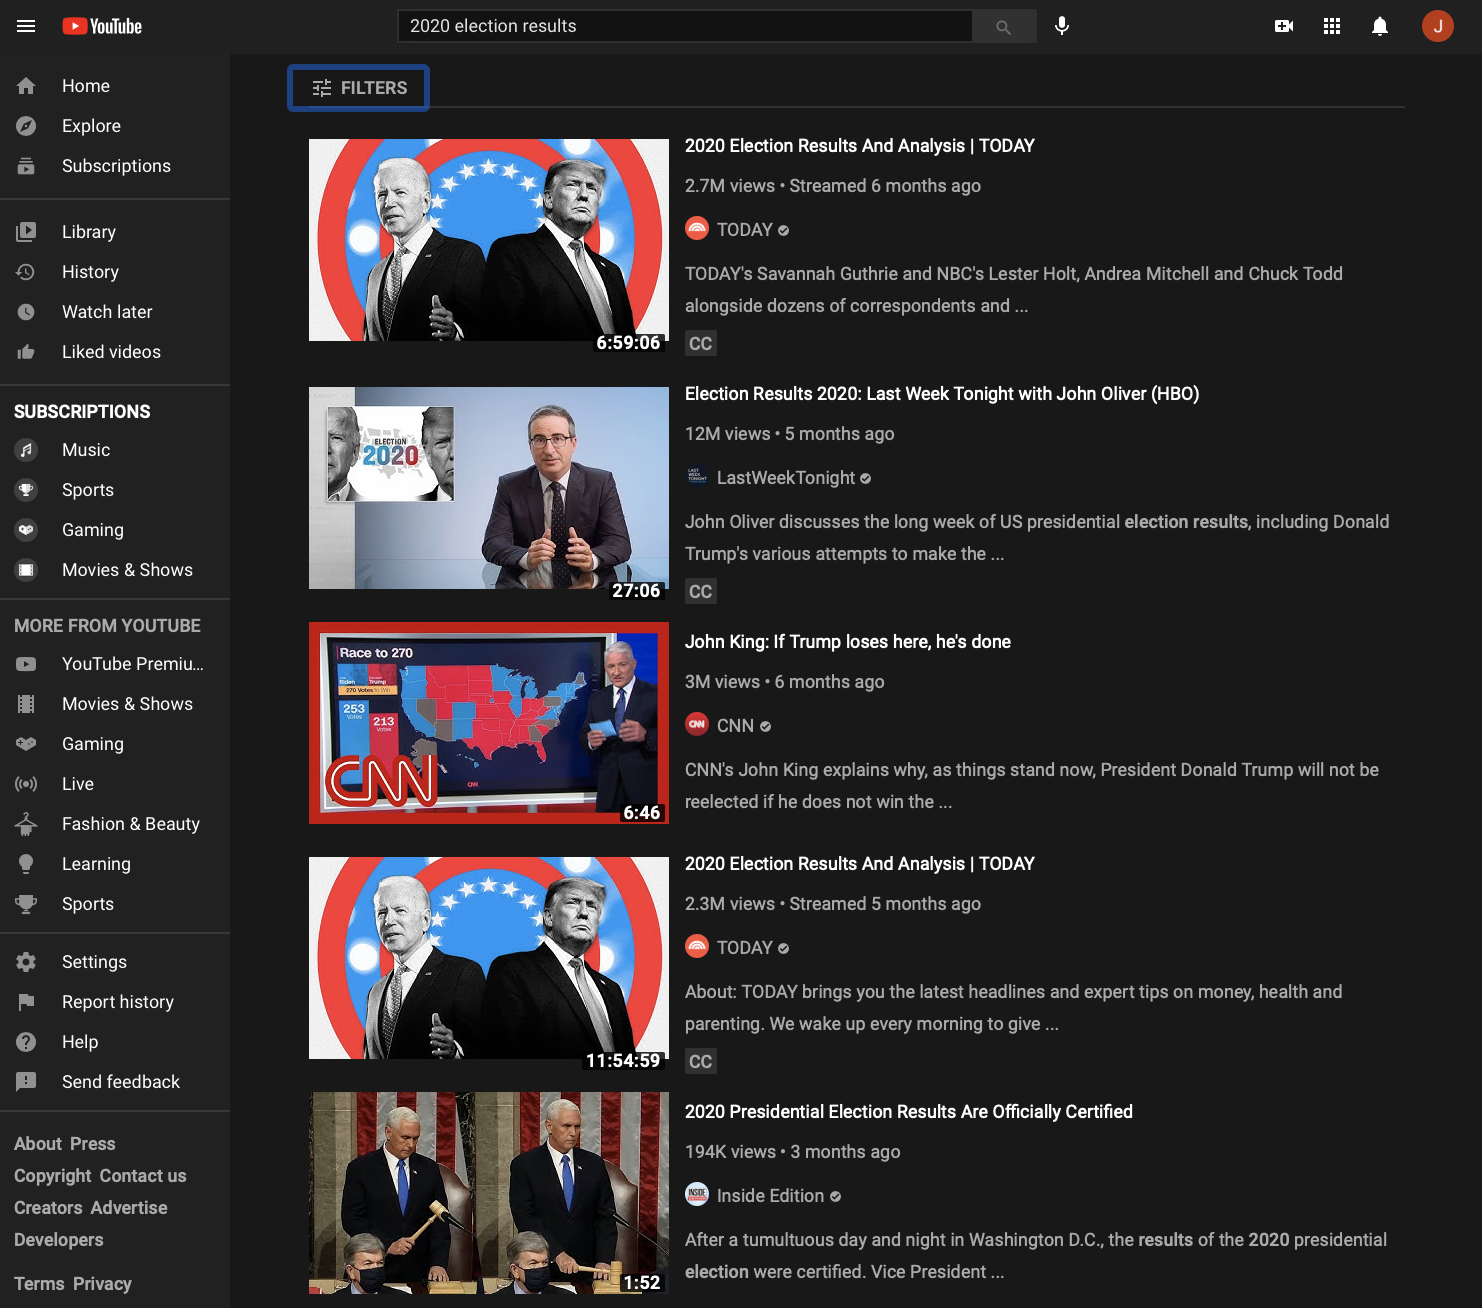 YouTube
2020 election results
J
FILTERS
Home
Explore
Subscriptions
Library
History
Watch later
Liked videos
SUBSCRIPTIONS
Music
Sports
Gaming
Movies & Shows
MORE FROM YOUTUBE
YouTube Premiu...
Movies & Shows
Gaming
Live
Fashion & Beauty
Learning
Sports
Settings
Report history
Help
Send feedback
About Press
Copyright Contact us
Creators Advertise
Developers
Terms Privacy
6:59:06
2020 Election Results And Analysis | TODAY
2.7M views • Streamed 6 months ago
TODAY
TODAY's Savannah Guthrie and NBC's Lester Holt, Andrea Mitchell and Chuck Todd
alongside dozens of correspondents and ...
CC
ELECTION
2020
27:06
Election Results 2020: Last Week Tonight with John Oliver (HBO)
12M views • 5 months ago
LAST
WEEK
TONIGHT
LastWeekTonight
John Oliver discusses the long week of US presidential election results, including Donald
Trump's various attempts to make the ...
CC
Race to 270
Biden Trump
270 Votes to Win
253
Votes
213
Votes
CNN
CNN
6:46
John King: If Trump loses here, he's done
3M views • 6 months ago
CNN
CNN
CNN's John King explains why, as things stand now, President Donald Trump will not be
reelected if he does not win the ...
11:54:59
2020 Election Results And Analysis | TODAY
2.3M views • Streamed 5 months ago
TODAY
About: TODAY brings you the latest headlines and expert tips on money, health and
parenting. We wake up every morning to give ...
CC
1:52
2020 Presidential Election Results Are Officially Certified
194K views • 3 months ago
INSIDE
Inside Edition
After a tumultuous day and night in Washington D.C., the results of the 2020 presidential
election were certified. Vice President ...